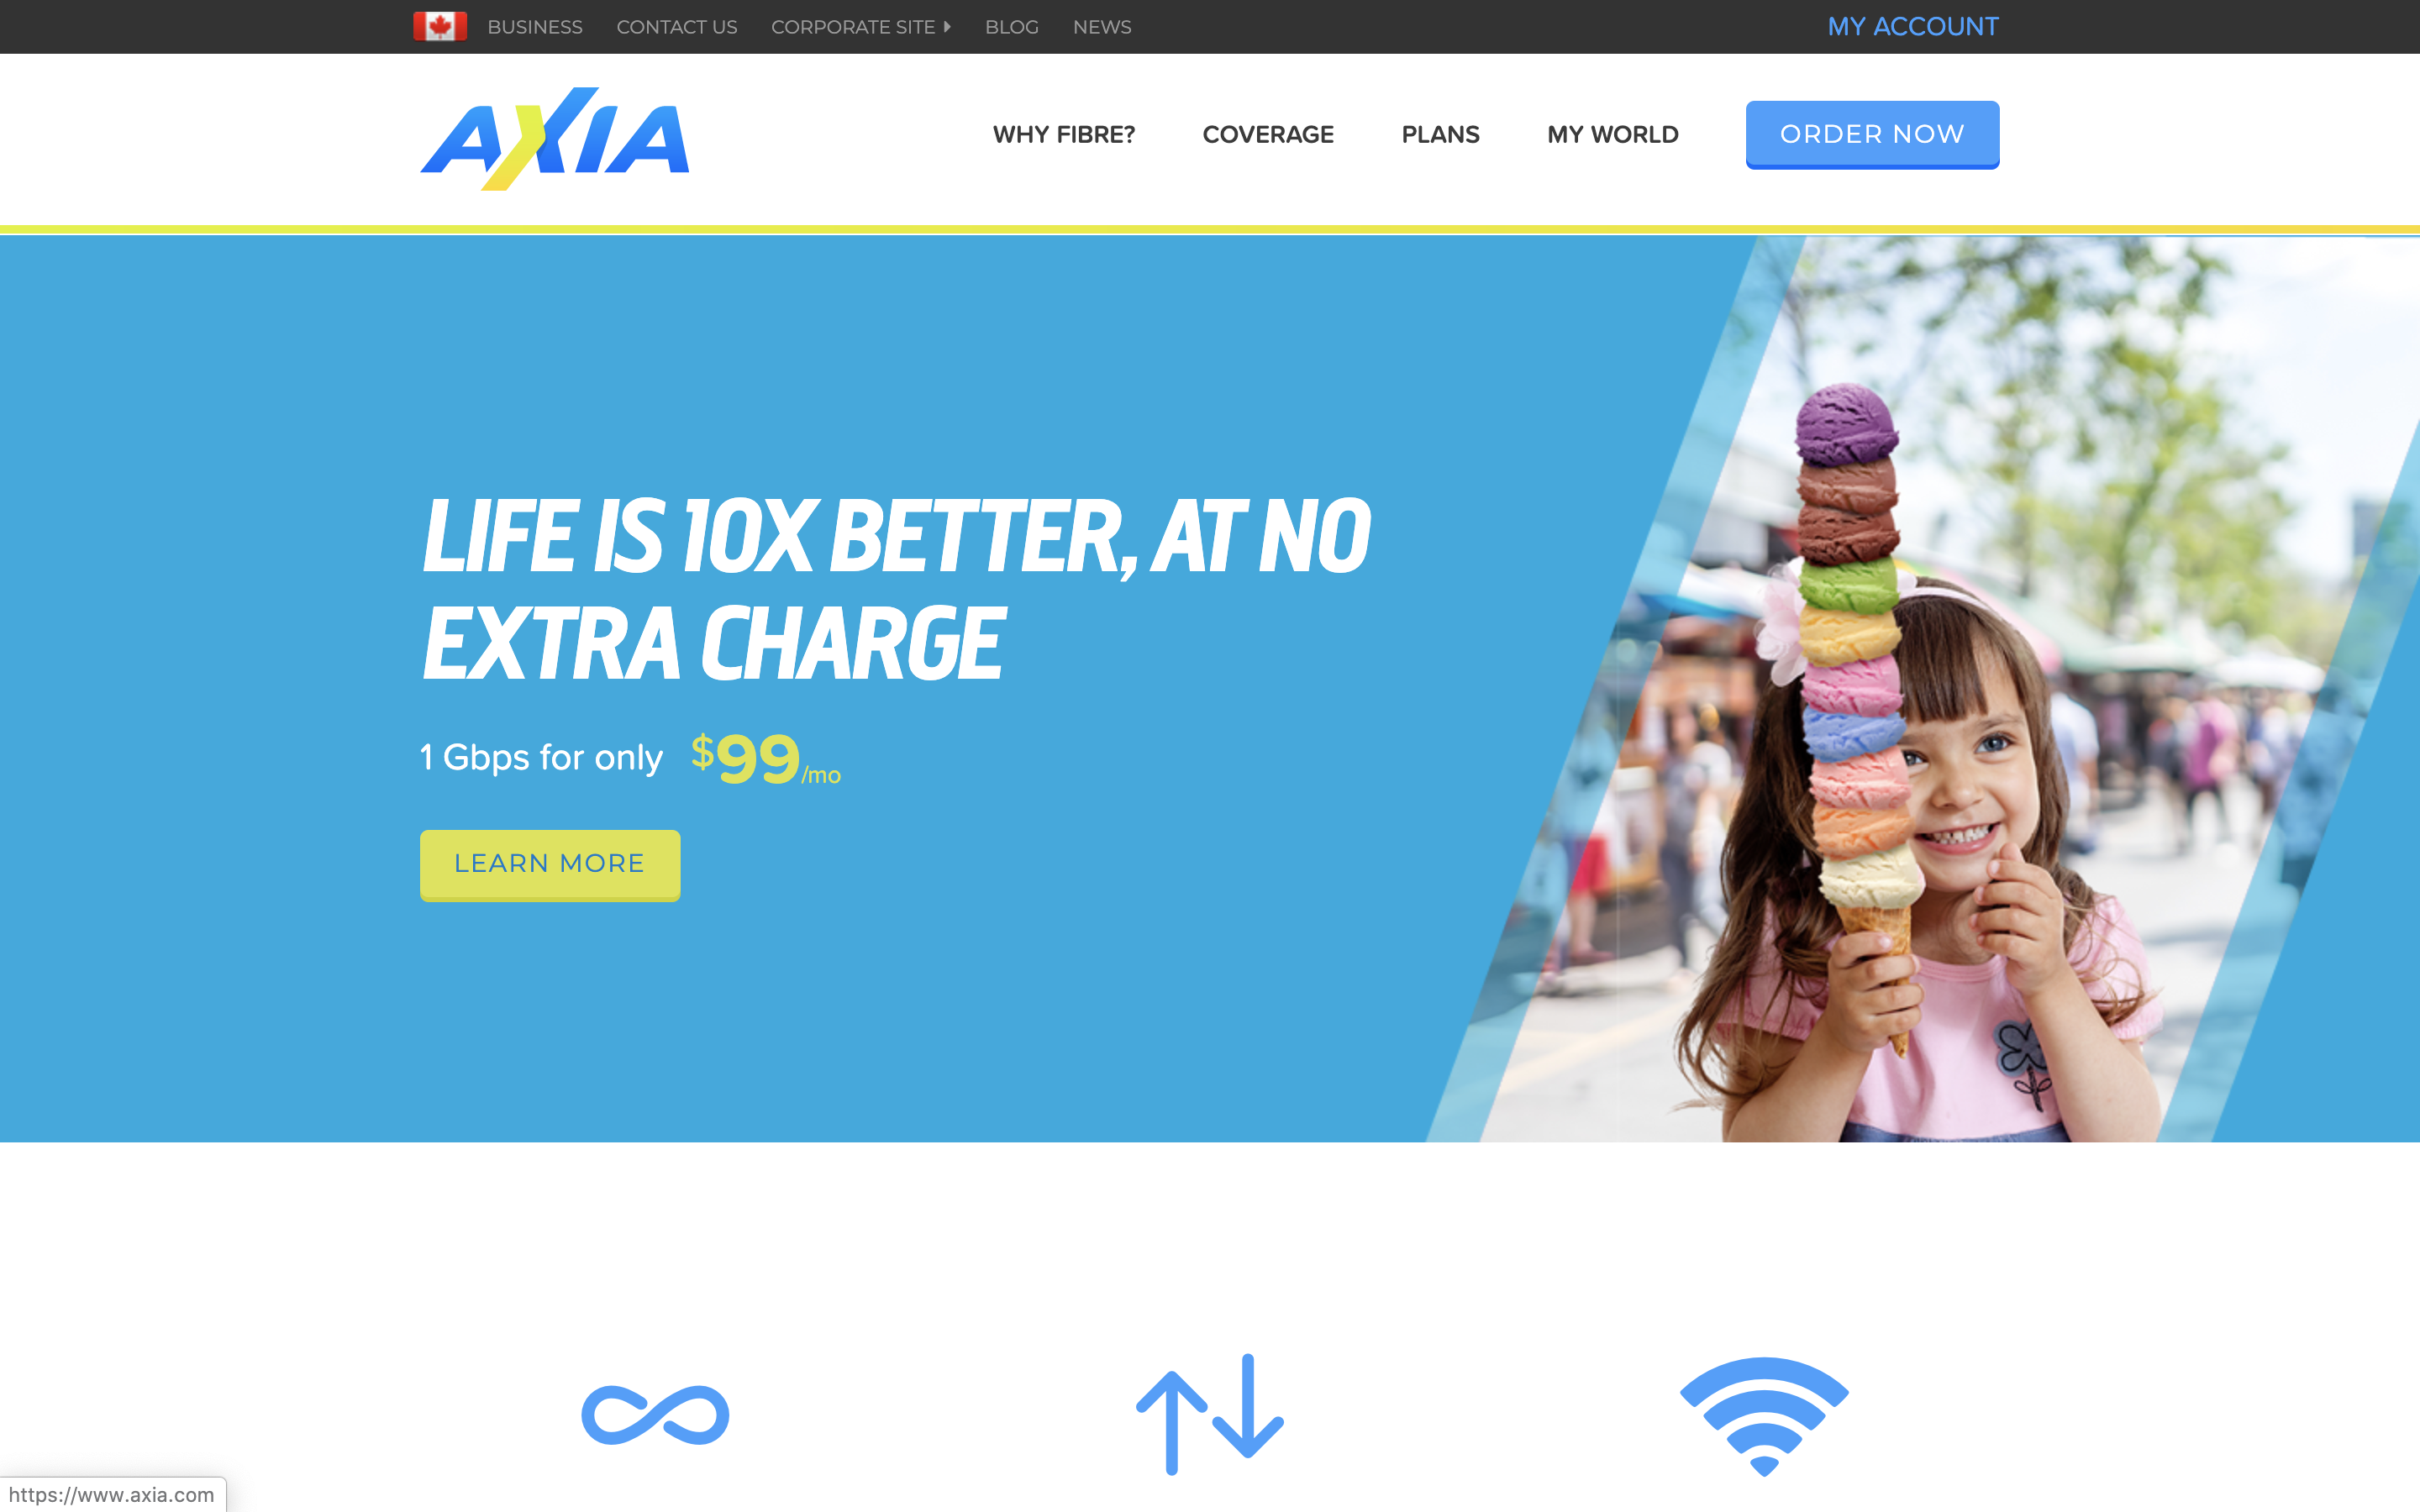 BUSINESS CONTACT US CORPORATE SITE BLOG NEWS MY ACCOUNT
AXIA
WHY FIBRE? COVERAGE PLANS MY WORLD ORDER NOW
LIFE IS 10X BETTER, AT NO
EXTRA CHARGE
1 Gbps for only $99/mo
LEARN MORE
https://www.axia.com